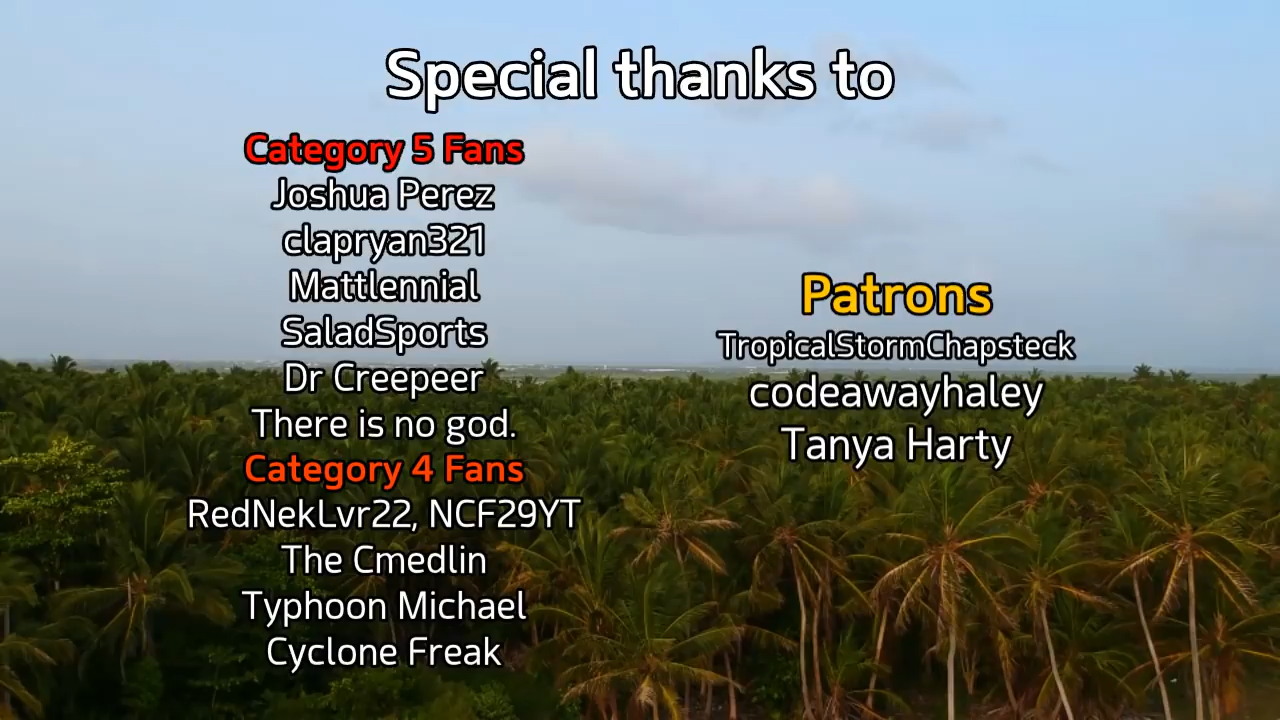 Special thanks to
Category 5 Fans
Joshua Perez
clapryan321
Mattlennial
SaladSports
Dr Creepeer
There is no god.
Category 4 Fans
RedNekLvr22, NCF29YT
The Cmedlin
Typhoon Michael
Cyclone Freak
Patrons
TropicalStormChapsteck
codeawayhaley
Tanya Harty